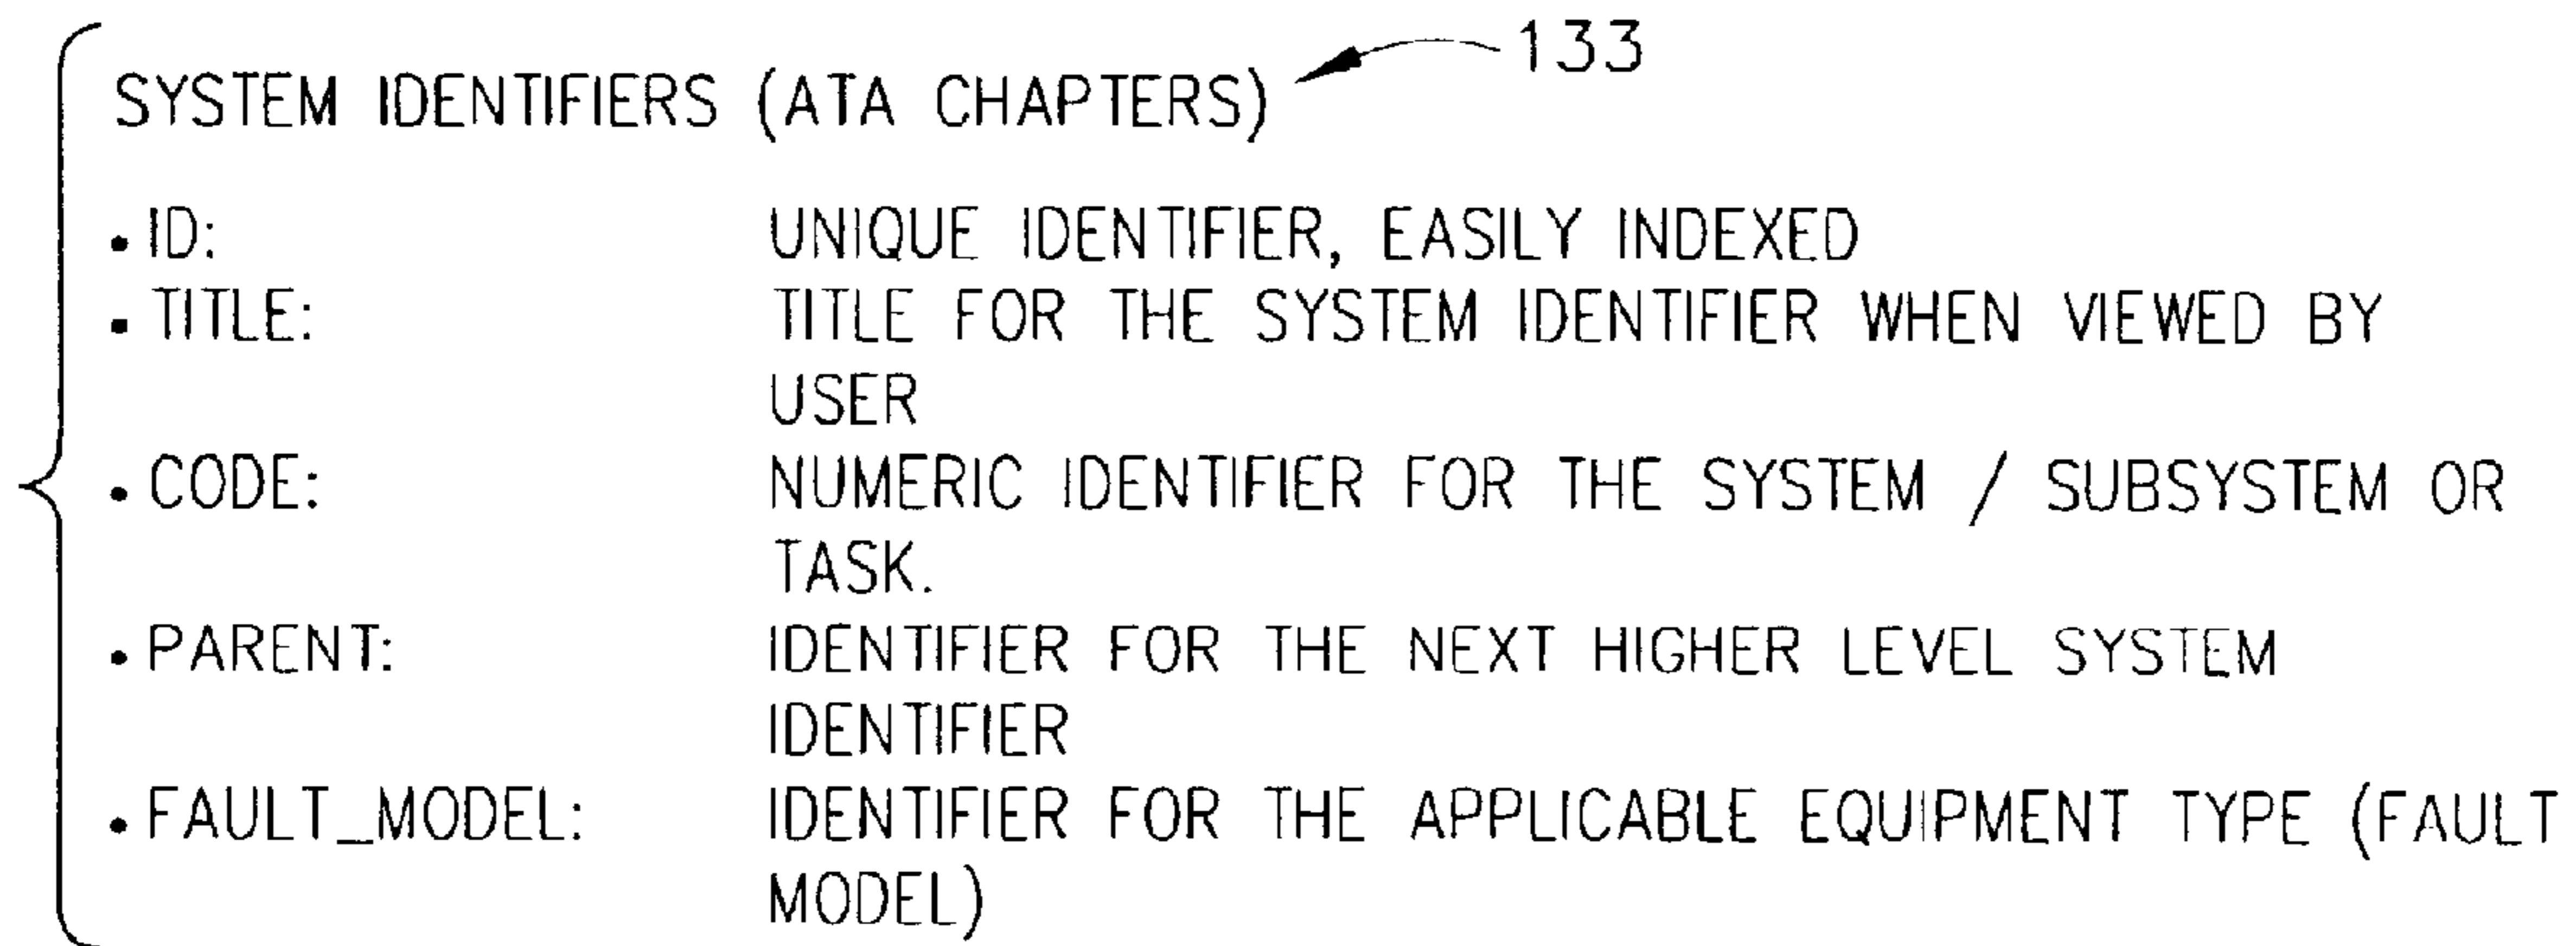 133
SYSTEM IDENTIFIERS (ATA CHAPTERS)
• ID: UNIQUE IDENTIFIER, EASILY INDEXED
• TITLE: TITLE FOR THE SYSTEM IDENTIFIER WHEN VIEWED BY
USER
• CODE: NUMERIC IDENTIFIER FOR THE SYSTEM / SUBSYSTEM OR
TASK.
• PARENT: IDENTIFIER FOR THE NEXT HIGHER LEVEL SYSTEM
IDENTIFIER
• FAULT_MODEL: IDENTIFIER FOR THE APPLICABLE EQUIPMENT TYPE (FAULT
MODEL)